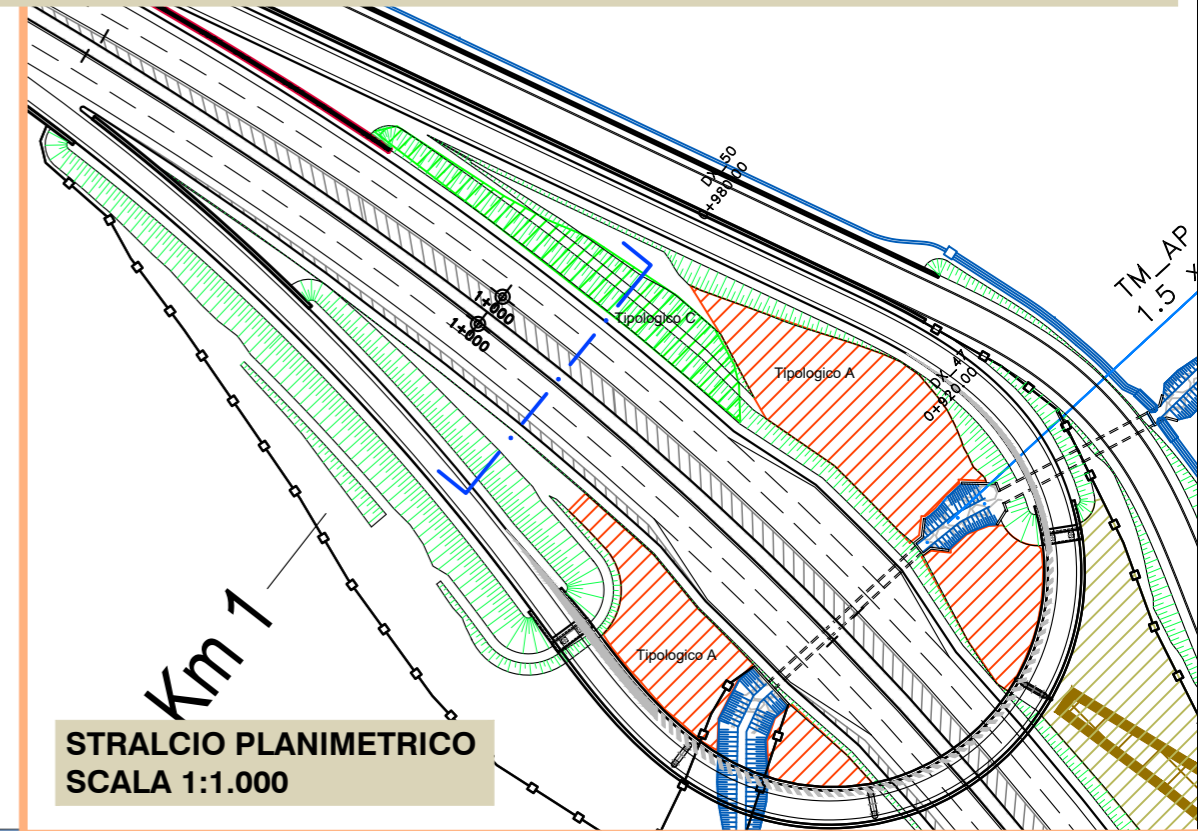 DX_50
0+980.00
TM_AP
1.5 x
1+000
1+000
Tipologico C
Tipologico A
DX_47
0+920.00
Tipologico A
Km 1
STRALCIO PLANIMETRICO
SCALA 1:1.000